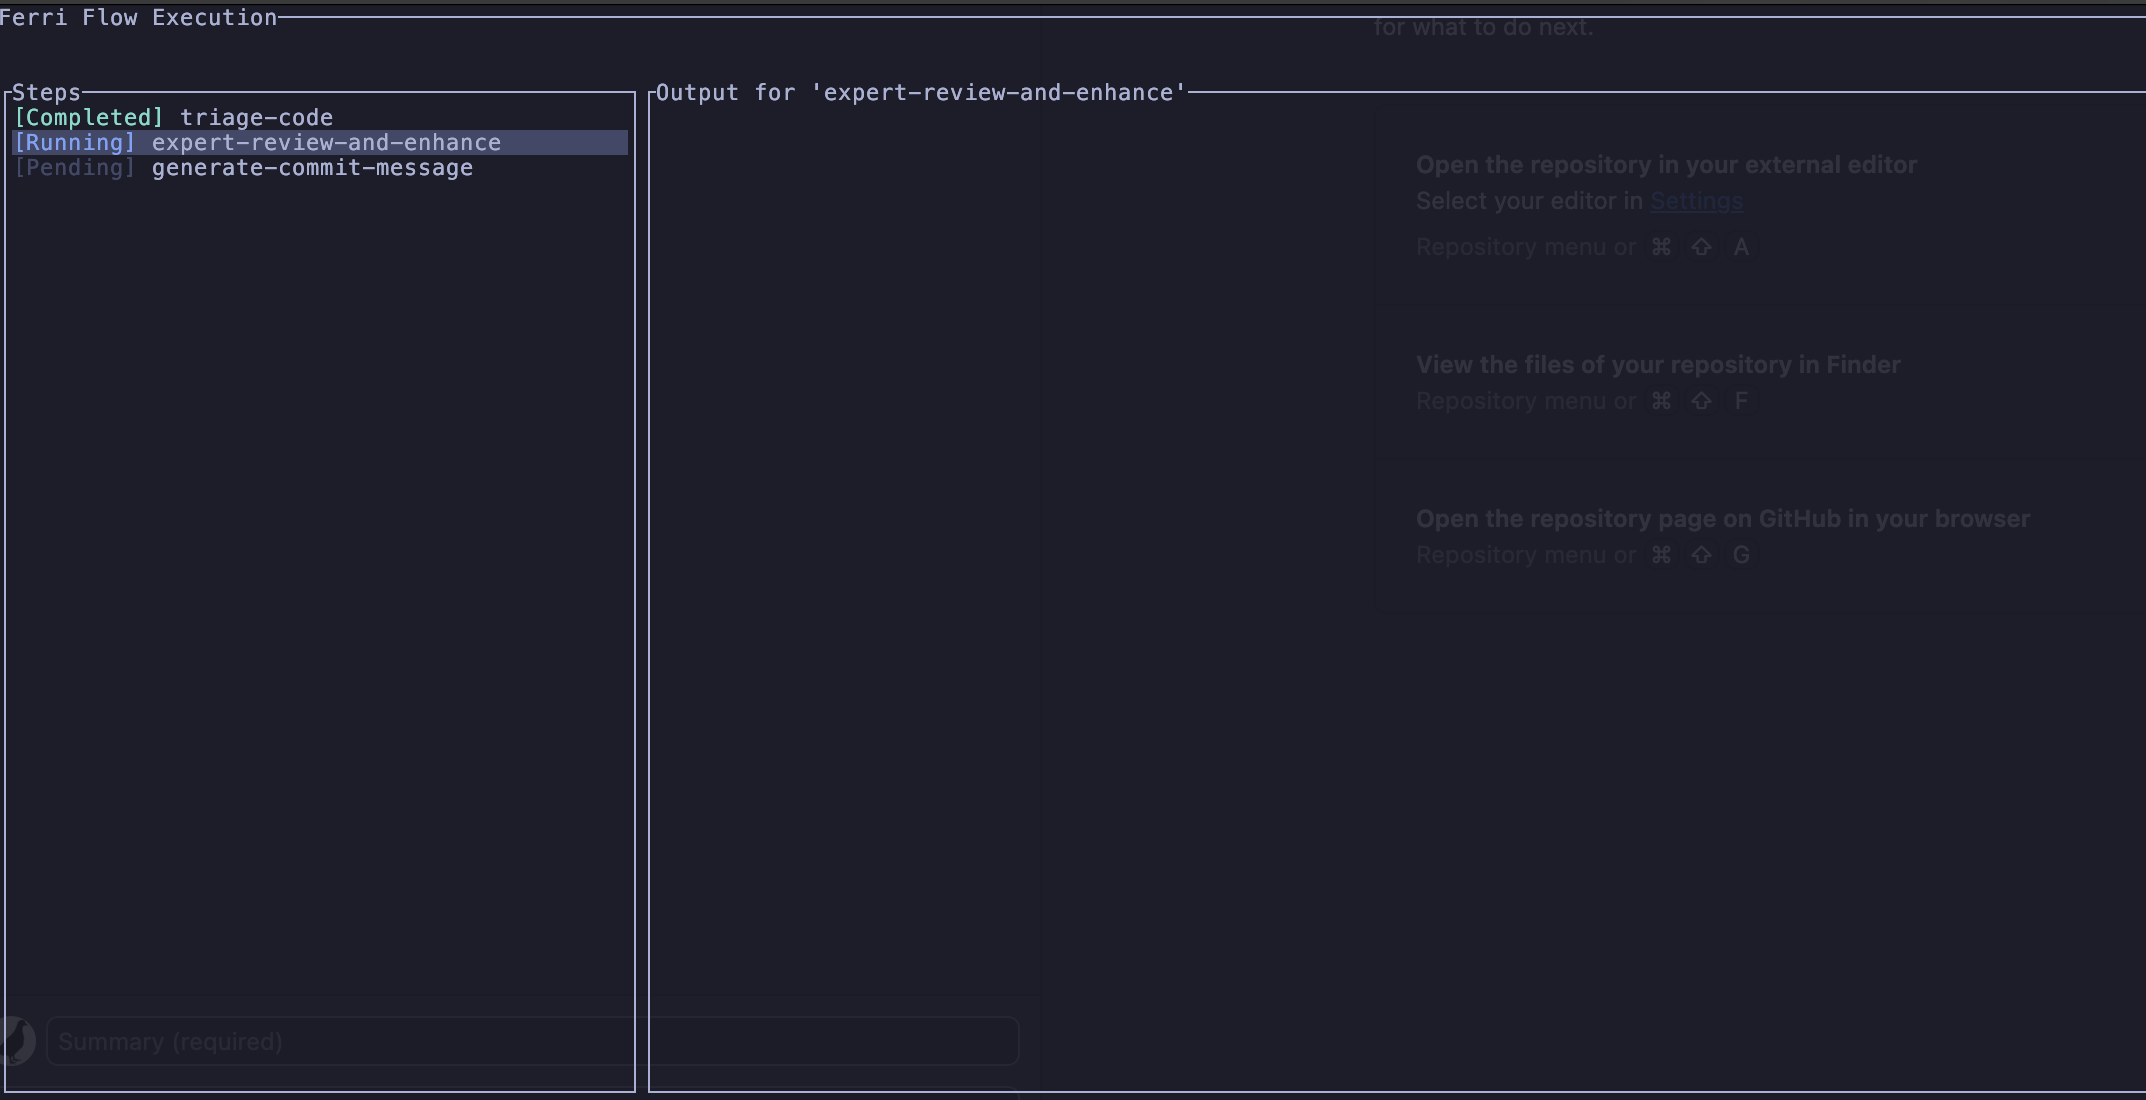 Ferri Flow Execution
for what to do next.
Steps
[Completed] triage-code
[Running] expert-review-and-enhance
[Pending] generate-commit-message
Output for 'expert-review-and-enhance'
Open the repository in your external editor
Select your editor in Settings
Repository menu or ⌘ ⇧ A
View the files of your repository in Finder
Repository menu or ⌘ ⇧ F
Open the repository page on GitHub in your browser
Repository menu or ⌘ ⇧ G
Summary (required)